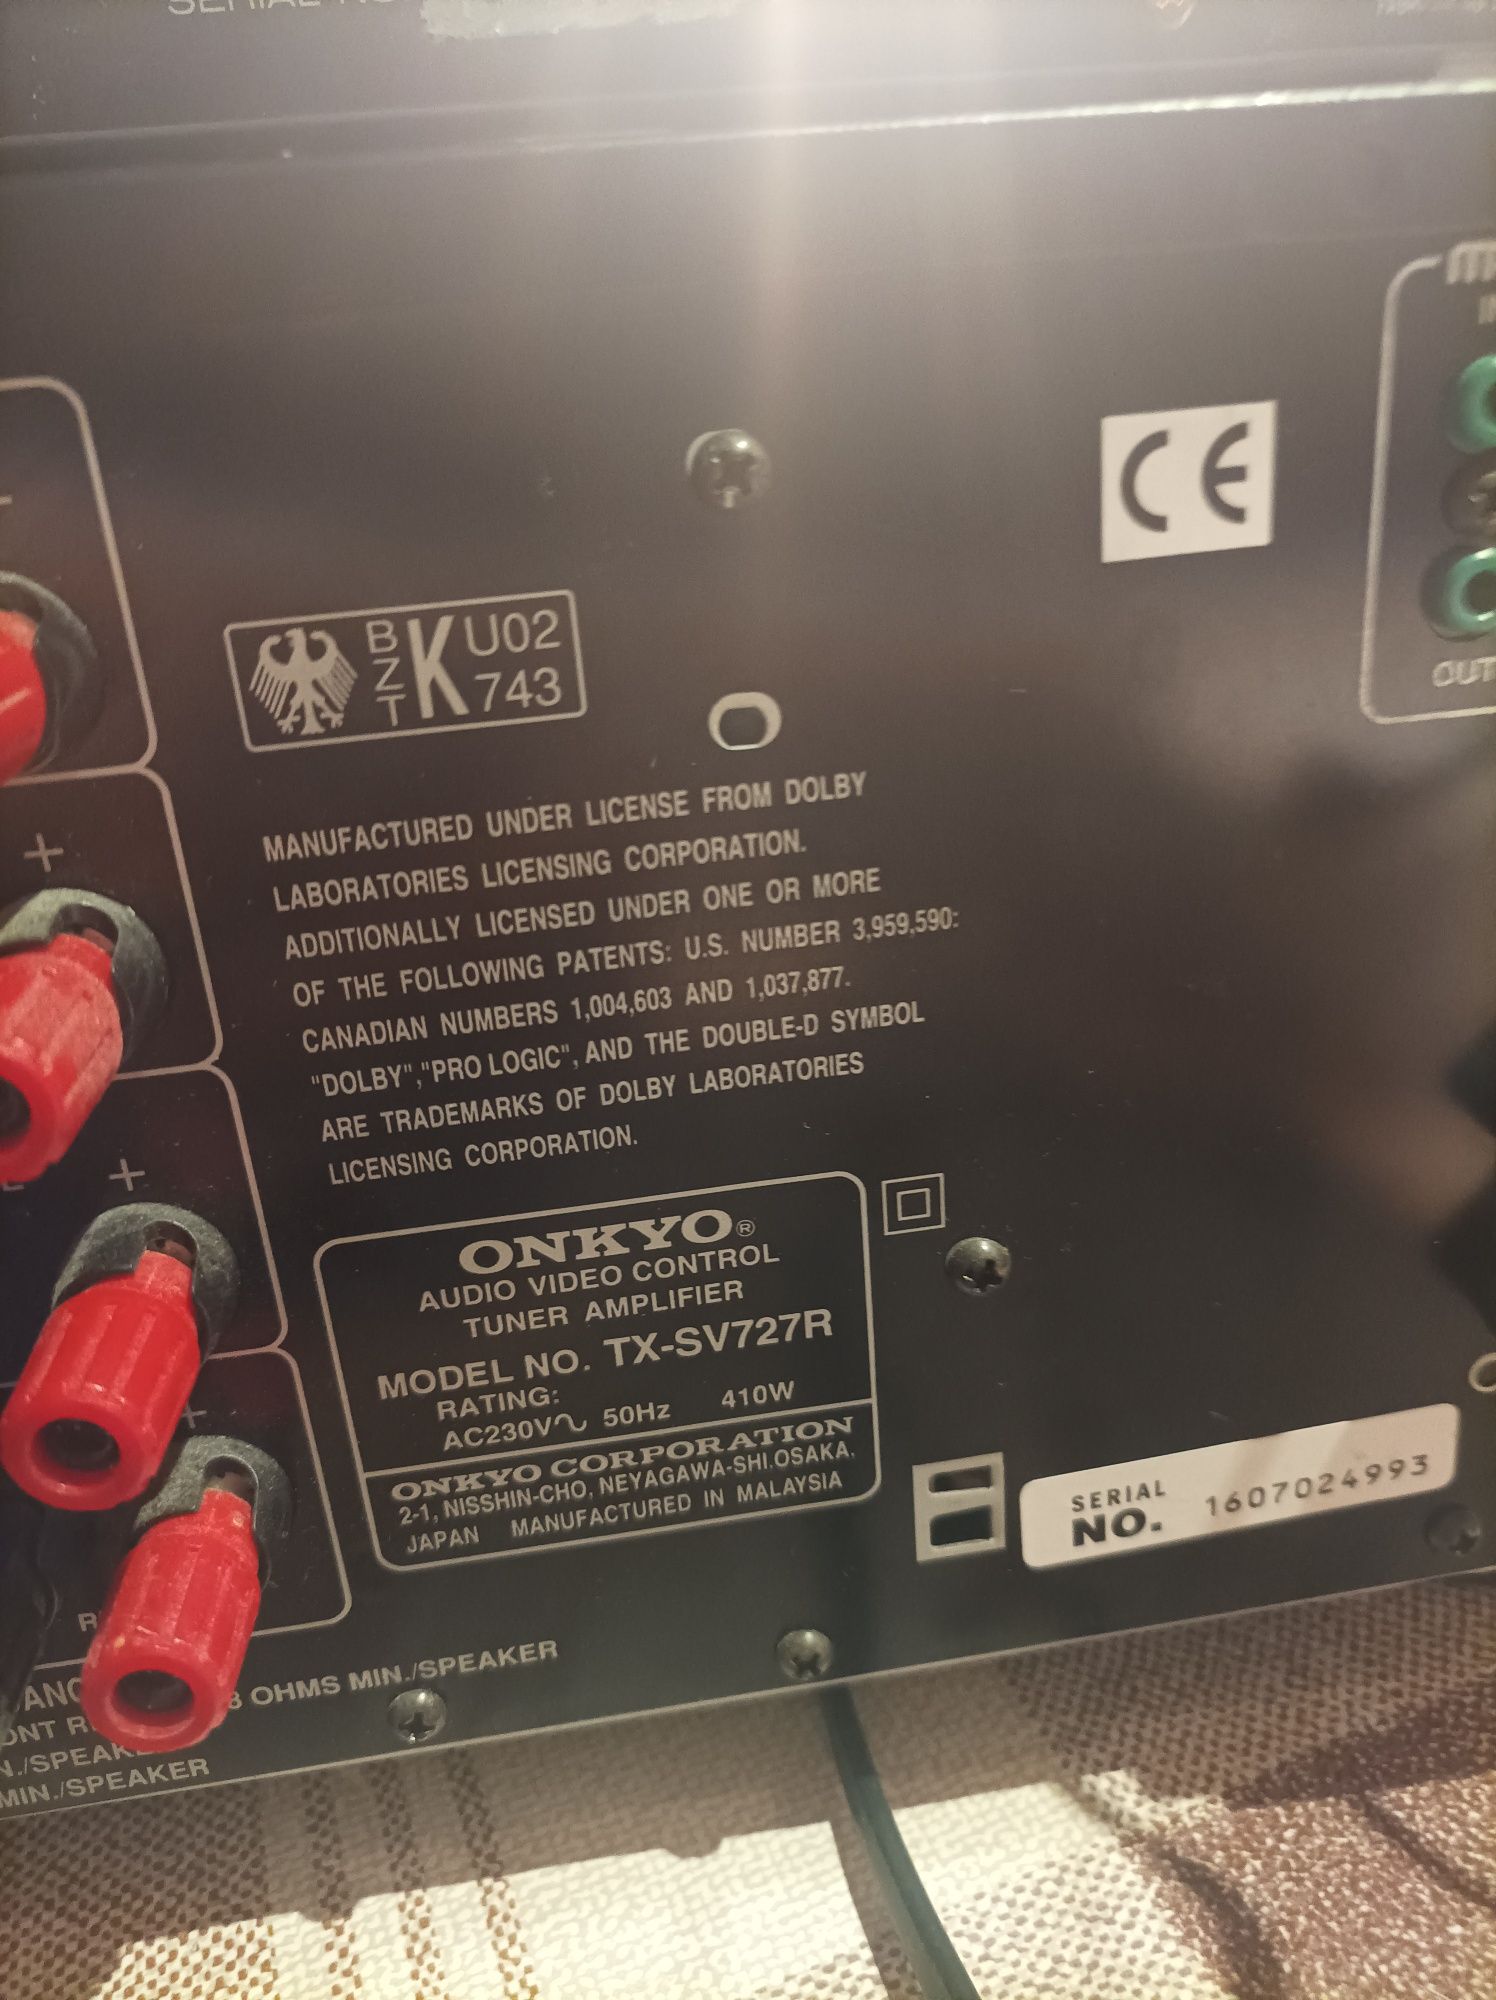 SERIAL NO
IN
OUT
BZT K U02
743
CE
MANUFACTURED UNDER LICENSE FROM DOLBY
LABORATORIES LICENSING CORPORATION.
ADDITIONALLY LICENSED UNDER ONE OR MORE
OF THE FOLLOWING PATENTS: U.S. NUMBER 3,959,590:
CANADIAN NUMBERS 1,004,603 AND 1,037,877.
"DOLBY","PRO LOGIC", AND THE DOUBLE-D SYMBOL
ARE TRADEMARKS OF DOLBY LABORATORIES
LICENSING CORPORATION.
+
+
+
ONKYO®
AUDIO VIDEO CONTROL
TUNER AMPLIFIER
MODEL NO. TX-SV727R
RATING:
AC230V∿ 50Hz 410W
ONKYO CORPORATION
2-1, NISSHIN-CHO, NEYAGAWA-SHI.OSAKA.
JAPAN MANUFACTURED IN MALAYSIA
SERIAL
NO. 1607024993
8 OHMS MIN./SPEAKER
MIN./SPEAKER